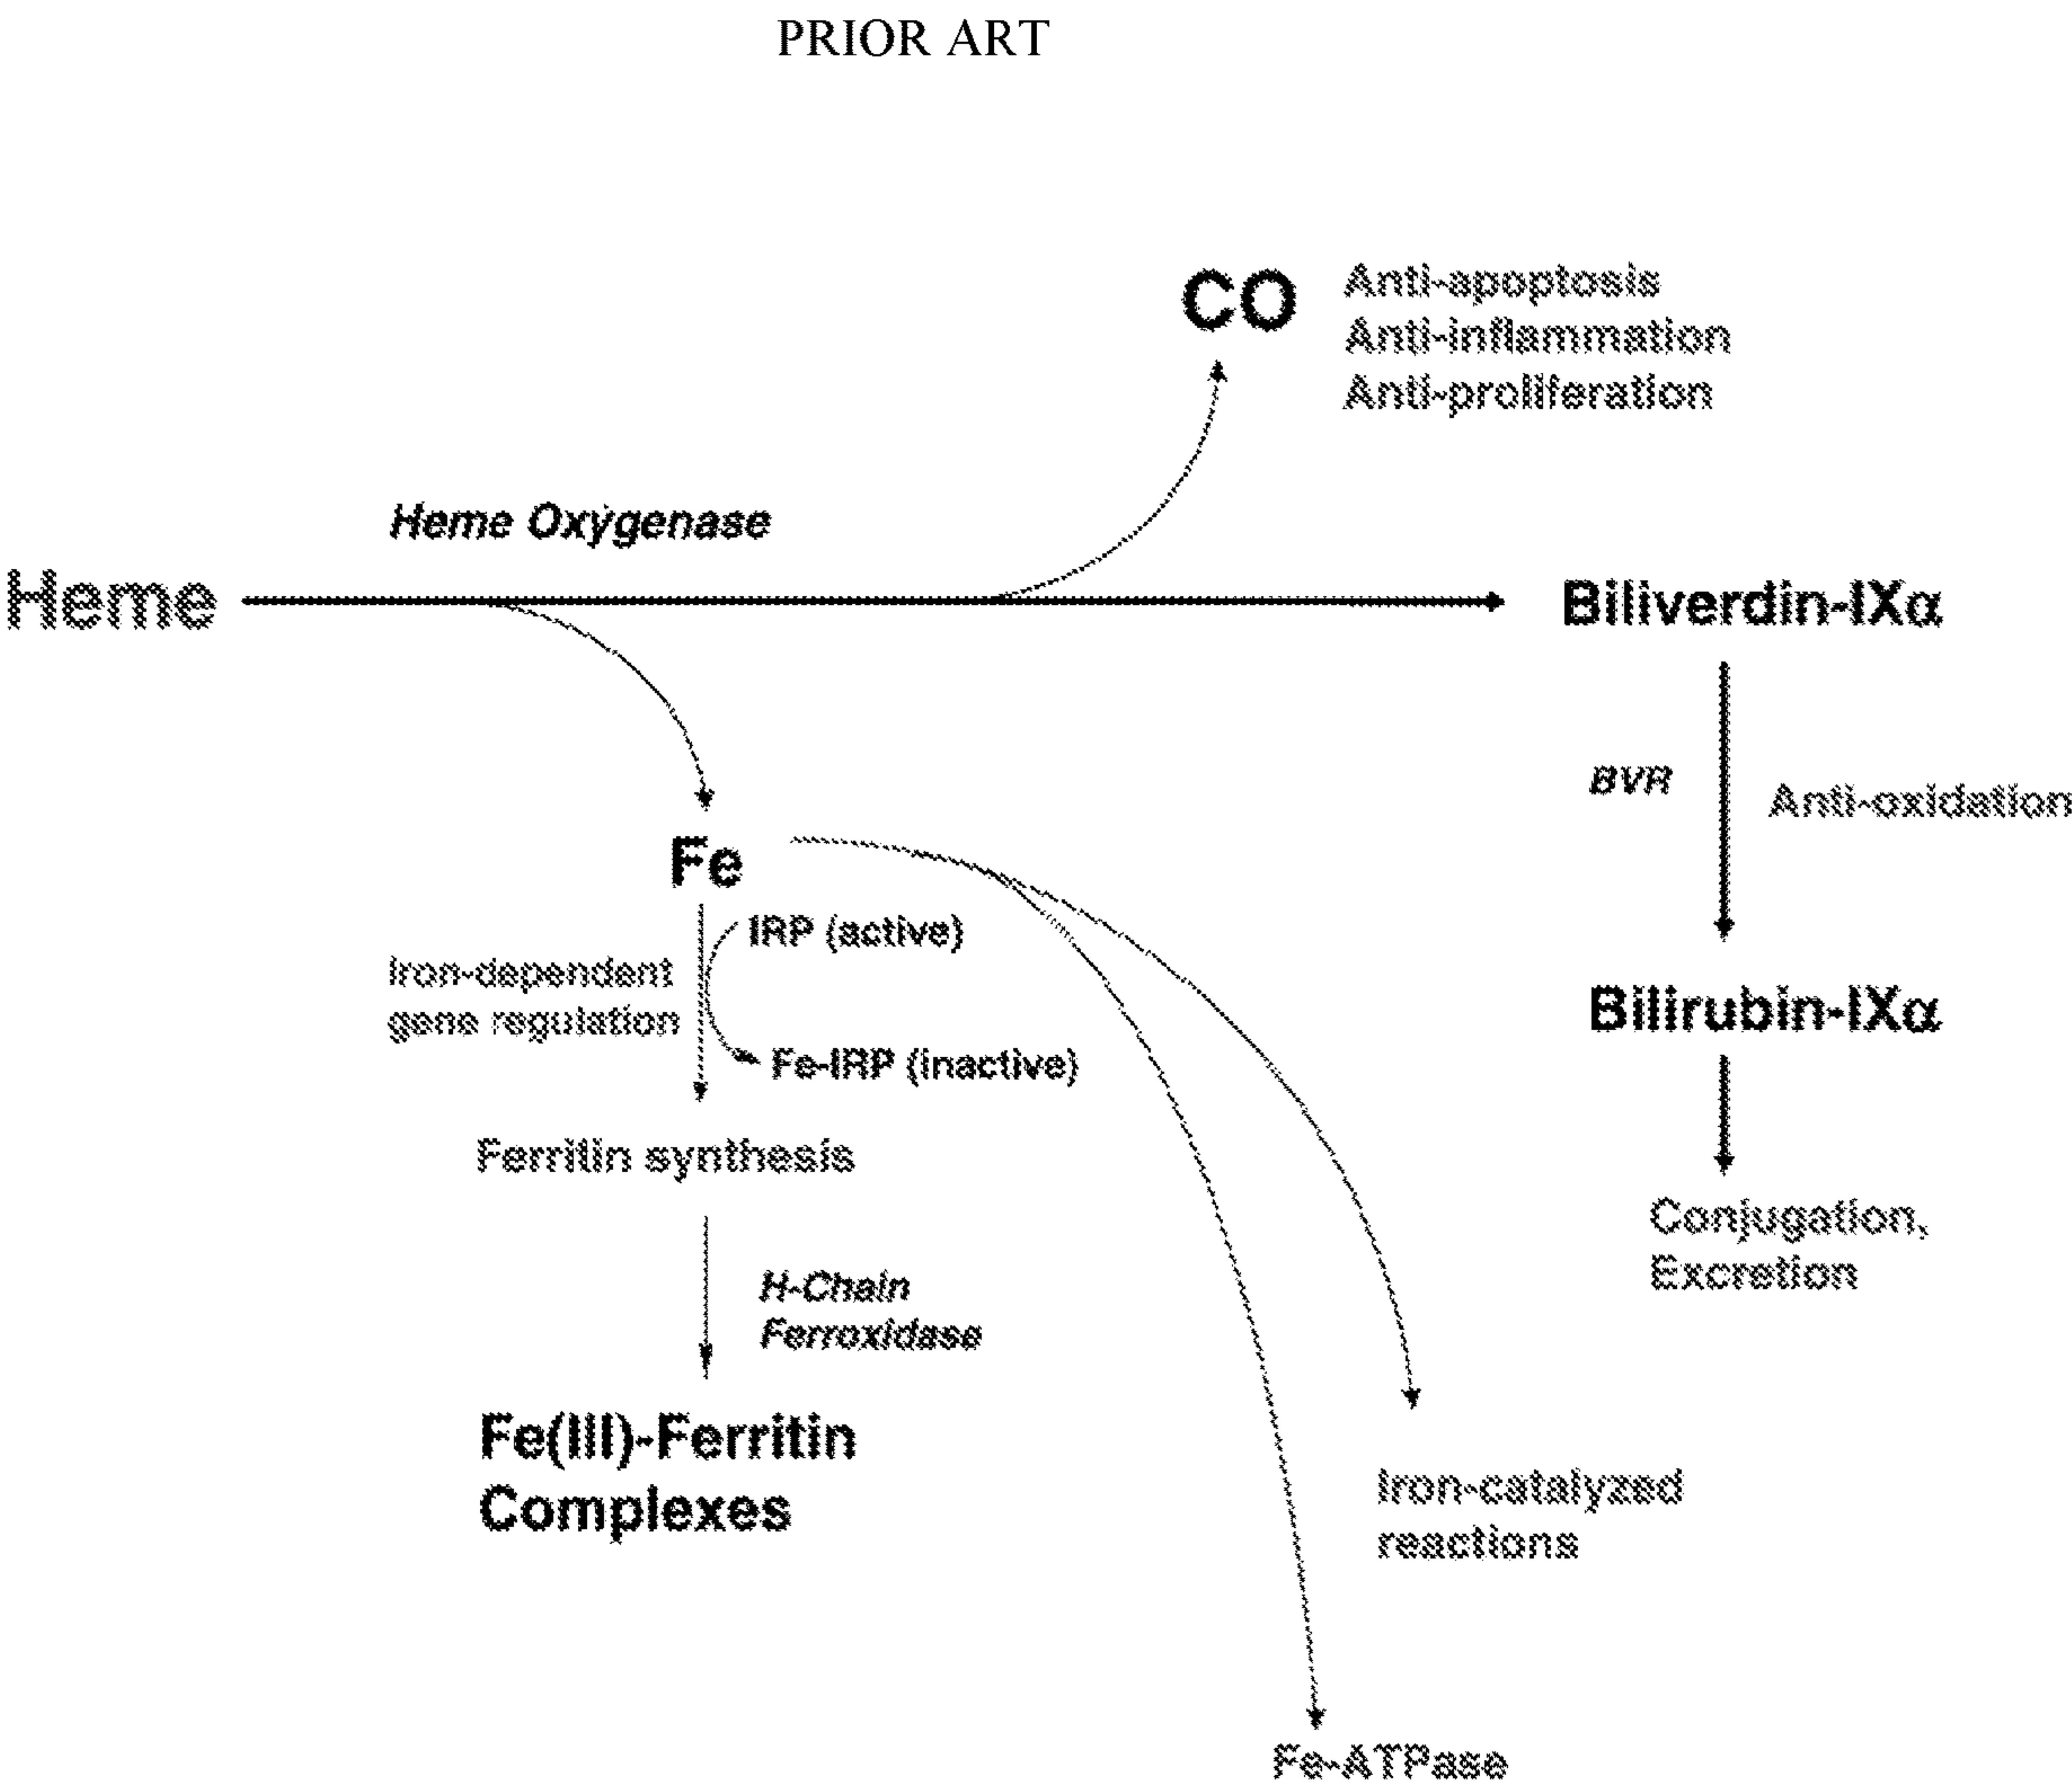 PRIOR ART
CO
Anti-apoptosis
Anti-inflammation
Anti-proliferation
Heme Oxygenase
Heme
Biliverdin-IXα
BVR
Anti-oxidation
Fe
IRP (active)
Iron-dependent
gene regulation
Fe-IRP (inactive)
Bilirubin-IXα
Ferritin synthesis
Conjugation,
Excretion
H-Chain
Ferroxidase
Fe(III)-Ferritin
Complexes
Iron-catalyzed
reactions
Fe-ATPase